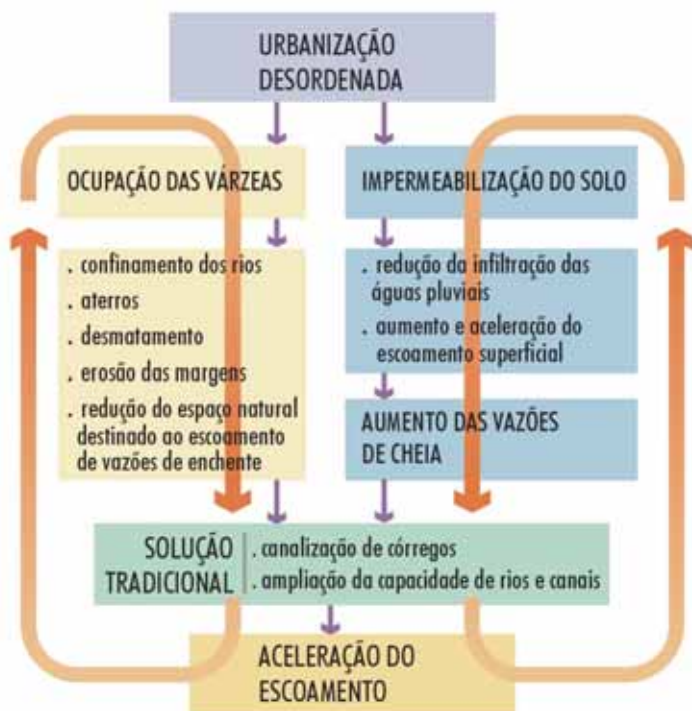 URBANIZAÇÃO
DESORDENADA
OCUPAÇÃO DAS VÁRZEAS
. confinamento dos rios
. aterros
. desmatamento
. erosão das margens
. redução do espaço natural
destinado ao escoamento
de vazões de enchente
IMPERMEABILIZAÇÃO DO SOLO
. redução da infiltração das
águas pluviais
. aumento e aceleração do
escoamento superficial
AUMENTO DAS VAZÕES
DE CHEIA
SOLUÇÃO
TRADICIONAL
. canalização de córregos
. ampliação da capacidade de rios e canais
ACELERAÇÃO DO
ESCOAMENTO